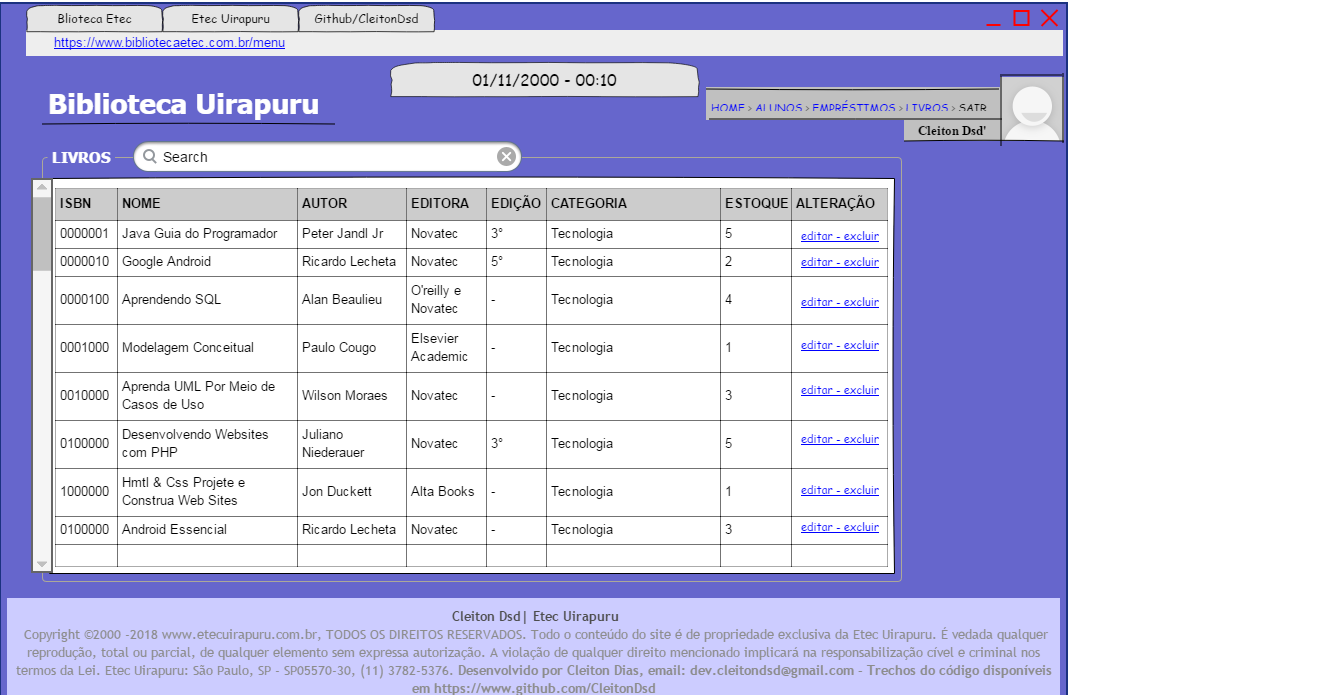 Blioteca Etec Etec Uirapuru Github/CleitonDsd
https://www.bibliotecaetec.com.br/menu
01/11/2000 - 00:10
Biblioteca Uirapuru
HOME > ALUNOS > EMPRÉSTIMOS > LIVROS > SAIR
Cleiton Dsd'
LIVROS Search
ISBN NOME AUTOR EDITORA EDIÇÃO CATEGORIA ESTOQUE ALTERAÇÃO
0000001 Java Guia do Programador Peter Jandl Jr Novatec 3° Tecnologia 5 editar - excluir
0000010 Google Android Ricardo Lecheta Novatec 5° Tecnologia 2 editar - excluir
0000100 Aprendendo SQL Alan Beaulieu O'reilly e Novatec - Tecnologia 4 editar - excluir
0001000 Modelagem Conceitual Paulo Cougo Elsevier Academic - Tecnologia 1 editar - excluir
0010000 Aprenda UML Por Meio de Casos de Uso Wilson Moraes Novatec - Tecnologia 3 editar - excluir
0100000 Desenvolvendo Websites com PHP Juliano Niederauer Novatec 3° Tecnologia 5 editar - excluir
1000000 Hmtl & Css Projete e Construa Web Sites Jon Duckett Alta Books - Tecnologia 1 editar - excluir
0100000 Android Essencial Ricardo Lecheta Novatec - Tecnologia 3 editar - excluir
Cleiton Dsd| Etec Uirapuru
Copyright ©2000 -2018 www.etecuirapuru.com.br, TODOS OS DIREITOS RESERVADOS. Todo o conteúdo do site é de propriedade exclusiva da Etec Uirapuru. É vedada qualquer
reprodução, total ou parcial, de qualquer elemento sem expressa autorização. A violação de qualquer direito mencionado implicará na responsabilização cível e criminal nos
termos da Lei. Etec Uirapuru: São Paulo, SP - SP05570-30, (11) 3782-5376. Desenvolvido por Cleiton Dias, email: dev.cleitondsd@gmail.com - Trechos do código disponíveis
em https://www.github.com/CleitonDsd